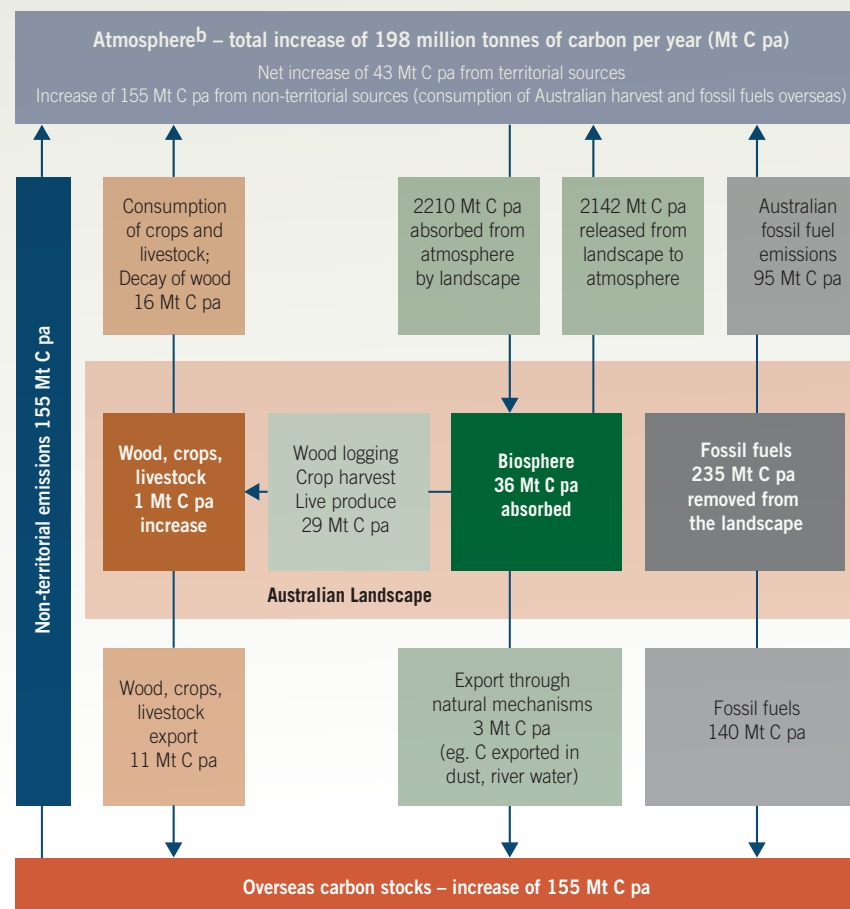 Atmosphereb – total increase of 198 million tonnes of carbon per year (Mt C pa)
Net increase of 43 Mt C pa from territorial sources
Increase of 155 Mt C pa from non-territorial sources (consumption of Australian harvest and fossil fuels overseas)
Non-territorial emissions 155 Mt C pa
Consumption
of crops and
livestock;
Decay of wood
16 Mt C pa
2210 Mt C pa
absorbed from
atmosphere
by landscape
2142 Mt C pa
released from
landscape to
atmosphere
Australian
fossil fuel
emissions
95 Mt C pa
Wood, crops,
livestock
1 Mt C pa
increase
Wood logging
Crop harvest
Live produce
29 Mt C pa
Biosphere
36 Mt C pa
absorbed
Fossil fuels
235 Mt C pa
removed from
the landscape
Australian Landscape
Wood, crops,
livestock
export
11 Mt C pa
Export through
natural mechanisms
3 Mt C pa
(eg. C exported in
dust, river water)
Fossil fuels
140 Mt C pa
Overseas carbon stocks – increase of 155 Mt C pa